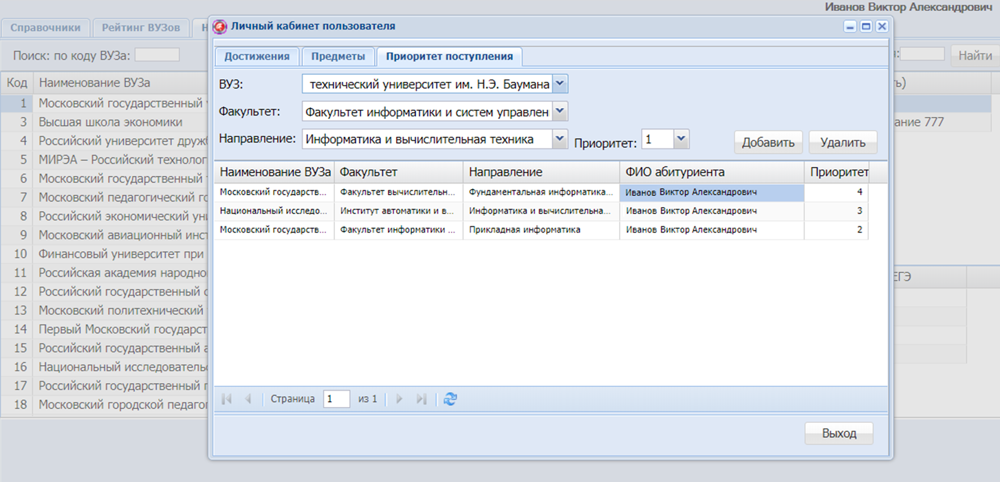 Иванов Виктор Александрович
Справочники Рейтинг ВУЗов Н
Поиск: по коду ВУЗа: Найти
Код Наименование ВУЗа
1 Московский государственный
3 Высшая школа экономики ание 777
4 Российский университет друж
5 МИРЭА – Российский технолог
6 Московский государственный
7 Московский педагогический го
8 Российский экономический уни
9 Московский авиационный инст
10 Финансовый университет при
11 Российская академия народно ЕГЭ
12 Российский государственный
13 Московский политехнический
14 Первый Московский государст
15 Российский государственный а
16 Национальный исследователь
17 Российский государственный
18 Московский городской педагог
Личный кабинет пользователя
Достижения Предметы Приоритет поступления
ВУЗ: технический университет им. Н.Э. Баумана
Факультет: Факультет информатики и систем управлен
Направление: Информатика и вычислительная техника Приоритет: 1 Добавить Удалить
Наименование ВУЗа Факультет Направление ФИО абитуриента Приоритет
Московский государств... Факультет вычислительн... Фундаментальная информатика... Иванов Виктор Александрович 4
Национальный исследо... Институт автоматики и в... Информатика и вычислительна... Иванов Виктор Александрович 3
Московский государств... Факультет информатики ... Прикладная информатика Иванов Виктор Александрович 2
Страница 1 из 1
Выход